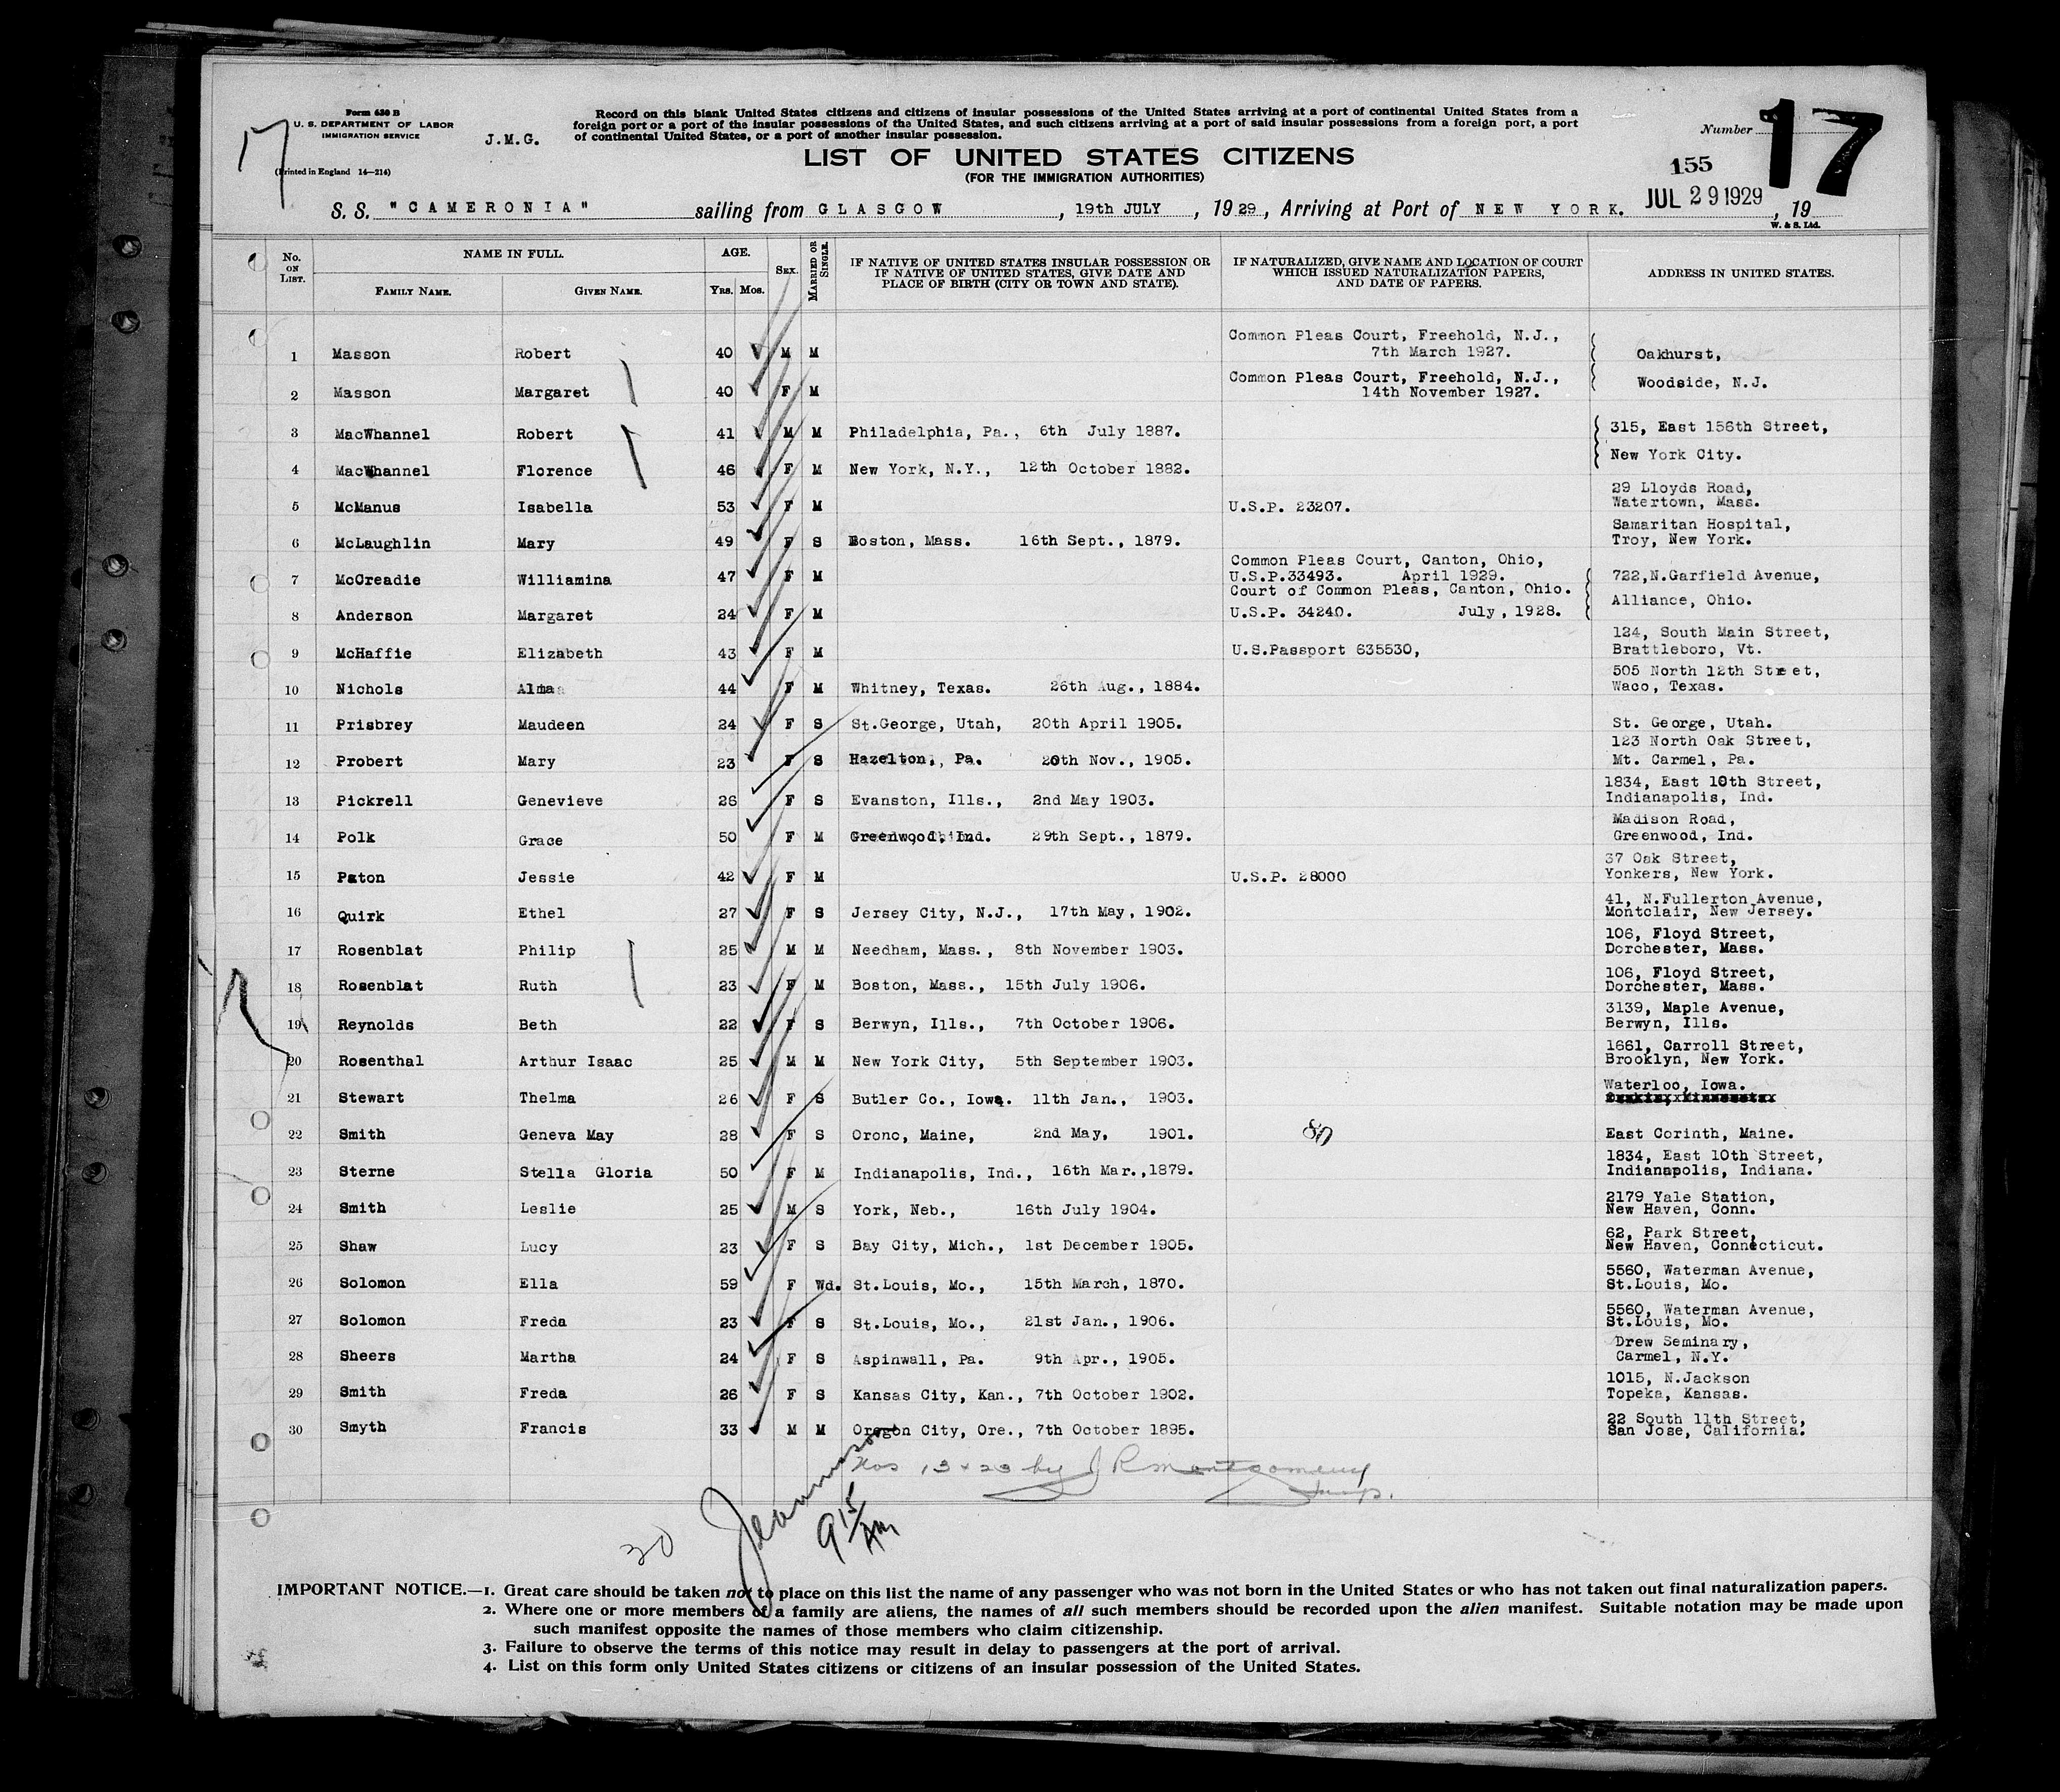 Form 630 B
U. S. DEPARTMENT OF LABOR
IMMIGRATION SERVICE
(Printed in England 14—214)
17
J.M.G.
Record on this blank United States citizens and citizens of insular possessions of the United States arriving at a port of continental United States from a
foreign port or a port of the insular possessions of the United States, and such citizens arriving at a port of said insular possessions from a foreign port, a port
of continental United States, or a port of another insular possession.
LIST OF UNITED STATES CITIZENS
(FOR THE IMMIGRATION AUTHORITIES)
Number 17
155
S. S. "CAMERONIA" sailing from GLASGOW, 19th JULY, 1929, Arriving at Port of NEW YORK. JUL 29 1929, 19
W. & S. Ltd.
No. ON LIST. NAME IN FULL. FAMILY NAME. GIVEN NAME. AGE. YRS. MOS. SEX. MARRIED OR SINGLE. IF NATIVE OF UNITED STATES INSULAR POSSESSION OR IF NATIVE OF UNITED STATES, GIVE DATE AND PLACE OF BIRTH (CITY OR TOWN AND STATE). IF NATURALIZED, GIVE NAME AND LOCATION OF COURT WHICH ISSUED NATURALIZATION PAPERS, AND DATE OF PAPERS. ADDRESS IN UNITED STATES.
1 Masson Robert 40 M M Common Pleas Court, Freehold, N.J., 7th March 1927. Oakhurst,
2 Masson Margaret 40 F M Common Pleas Court, Freehold, N.J., 14th November 1927. Woodside, N.J.
3 MacWhannel Robert 41 M M Philadelphia, Pa., 6th July 1887. 315, East 156th Street,
4 MacWhannel Florence 46 F M New York, N.Y., 12th October 1882. New York City.
5 McManus Isabella 53 F M U.S.P. 23207. 29 Lloyds Road, Watertown, Mass.
6 McLaughlin Mary 49 F S Boston, Mass. 16th Sept., 1879. Samaritan Hospital, Troy, New York.
7 McCreadie Williamina 47 F M Common Pleas Court, Canton, Ohio, U.S.P.33493. April 1929. 722,N.Garfield Avenue,
8 Anderson Margaret 24 F M Court of Common Pleas, Canton, Ohio. U.S.P. 34240. July, 1928. Alliance, Ohio.
9 McHaffie Elizabeth 43 F M U.S.Passport 635530, 124, South Main Street, Brattleboro, Vt.
10 Nichols Alma 44 F M Whitney, Texas. 26th Aug., 1884. 505 North 12th Street, Waco, Texas.
11 Prisbrey Maudeen 24 F S St.George, Utah, 20th April 1905. St. George, Utah.
12 Probert Mary 23 F S Hazelton, Pa. 20th Nov., 1905. 123 North Oak Street, Mt. Carmel, Pa.
13 Pickrell Genevieve 26 F S Evanston, Ills., 2nd May 1903. 1834, East 10th Street, Indianapolis, Ind.
14 Polk Grace 50 F M Greenwood, Ind. 29th Sept., 1879. Madison Road, Greenwood, Ind.
15 Paton Jessie 42 F M U.S.P. 28000 37 Oak Street, Yonkers, New York.
16 Quirk Ethel 27 F S Jersey City, N.J., 17th May, 1902. 41, N.Fullerton Avenue, Montclair, New Jersey.
17 Rosenblat Philip 25 M M Needham, Mass., 8th November 1903. 106, Floyd Street, Dorchester, Mass.
18 Rosenblat Ruth 23 F M Boston, Mass., 15th July 1906. 106, Floyd Street, Dorchester, Mass.
19 Reynolds Beth 22 F S Berwyn, Ills., 7th October 1906. 3139, Maple Avenue, Berwyn, Ills.
20 Rosenthal Arthur Isaac 25 M M New York City, 5th September 1903. 1661, Carroll Street, Brooklyn, New York.
21 Stewart Thelma 26 F S Butler Co., Iowa. 11th Jan., 1903. Waterloo, Iowa.
22 Smith Geneva May 28 F S Orono, Maine, 2nd May, 1901. East Corinth, Maine.
23 Sterne Stella Gloria 50 F M Indianapolis, Ind., 16th Mar.,1879. 1834, East 10th Street, Indianapolis, Indiana.
24 Smith Leslie 25 M S York, Neb., 16th July 1904. 2179 Yale Station, New Haven, Conn.
25 Shaw Lucy 23 F S Bay City, Mich., 1st December 1905. 62, Park Street, New Haven, Connecticut.
26 Solomon Ella 59 F Wd. St.Louis, Mo., 15th March, 1870. 5560, Waterman Avenue, St.Louis, Mo.
27 Solomon Freda 23 F S St.Louis, Mo., 21st Jan., 1906. 5560, Waterman Avenue, St.Louis, Mo.
28 Sheers Martha 24 F S Aspinwall, Pa. 9th Apr., 1905. Drew Seminary, Carmel, N.Y.
29 Smith Freda 26 F S Kansas City, Kan., 7th October 1902. 1015, N.Jackson Topeka, Kansas.
30 Smyth Francis 33 M M Oregon City, Ore., 7th October 1895. 22 South 11th Street, San Jose, California.
Nos 13 & 23 by J R Montgomery
Insp.
30
9 15 AM
IMPORTANT NOTICE.—1. Great care should be taken not to place on this list the name of any passenger who was not born in the United States or who has not taken out final naturalization papers.
2. Where one or more members of a family are aliens, the names of all such members should be recorded upon the alien manifest. Suitable notation may be made upon
such manifest opposite the names of those members who claim citizenship.
3. Failure to observe the terms of this notice may result in delay to passengers at the port of arrival.
4. List on this form only United States citizens or citizens of an insular possession of the United States.